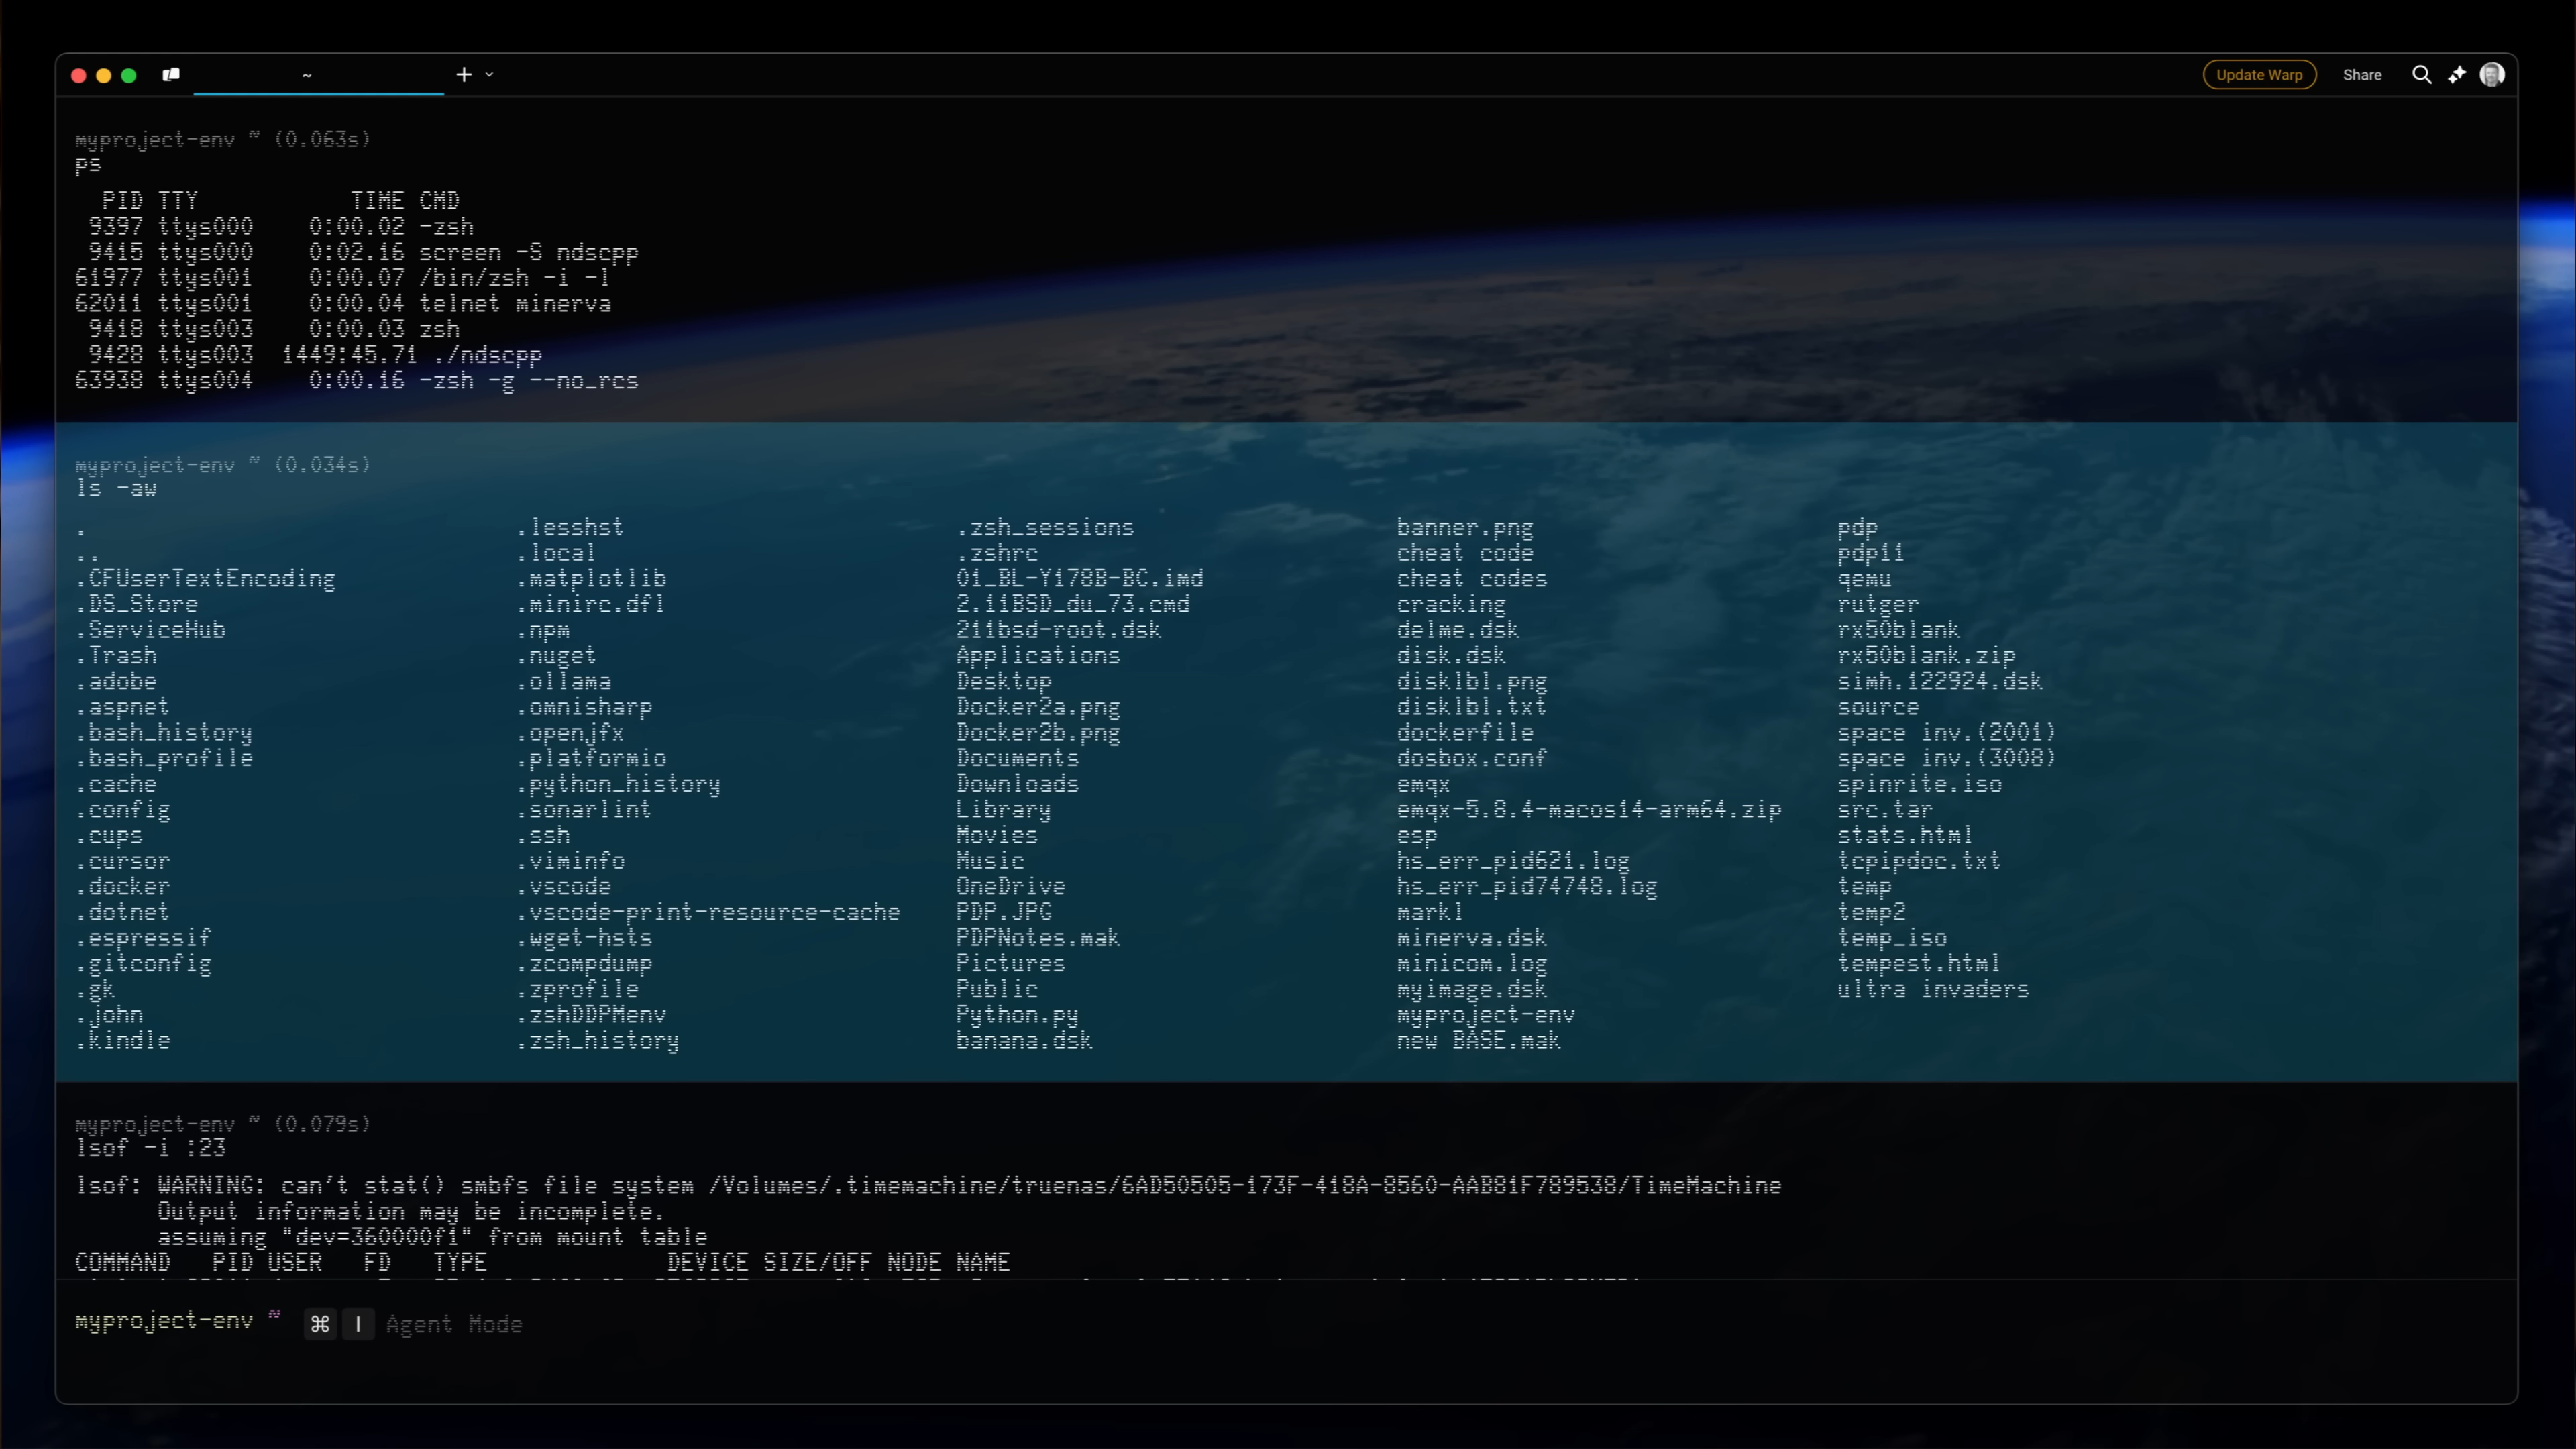 ~ + Update Warp Share
myproject-env ~ (0.063s)
ps
PID TTY TIME CMD
9397 ttys000 0:00.02 -zsh
9415 ttys000 0:02.16 screen -S ndscpp
61977 ttys001 0:00.07 /bin/zsh -i -l
62011 ttys001 0:00.04 telnet minerva
9418 ttys003 0:00.03 zsh
9428 ttys003 1449:45.71 ./ndscpp
63938 ttys004 0:00.16 -zsh -g --no_rcs
myproject-env ~ (0.034s)
ls -aw
. .lesshst .zsh_sessions banner.png pdp
.. .local .zshrc cheat code pdp11
.CFUserTextEncoding .matplotlib 01_BL-Y178B-BC.imd cheat codes qemu
.DS_Store .minirc.dfl 2.11BSD_du_73.cmd cracking rutger
.ServiceHub .npm 211bsd-root.dsk delme.dsk rx50blank
.Trash .nuget Applications disk.dsk rx50blank.zip
.adobe .ollama Desktop disklbl.png simh.122924.dsk
.aspnet .omnisharp Docker2a.png disklbl.txt source
.bash_history .openjfx Docker2b.png dockerfile space inv.(2001)
.bash_profile .platformio Documents dosbox.conf space inv.(3008)
.cache .python_history Downloads emqx spinrite.iso
.config .sonarlint Library emqx-5.8.4-macos14-arm64.zip src.tar
.cups .ssh Movies esp stats.html
.cursor .viminfo Music hs_err_pid621.log tcpipdoc.txt
.docker .vscode OneDrive hs_err_pid74748.log temp
.dotnet .vscode-print-resource-cache PDP.JPG markl temp2
.espressif .wget-hsts PDPNotes.mak minerva.dsk temp_iso
.gitconfig .zcompdump Pictures minicom.log tempest.html
.gk .zprofile Public myimage.dsk ultra invaders
.john .zshDDPMenv Python.py myproject-env
.kindle .zsh_history banana.dsk new BASE.mak
myproject-env ~ (0.079s)
lsof -i :23
lsof: WARNING: can't stat() smbfs file system /Volumes/.timemachine/truenas/6AD50505-173F-418A-8560-AAB81F789538/TimeMachine
Output information may be incomplete.
assuming "dev=360000f1" from mount table
COMMAND PID USER FD TYPE DEVICE SIZE/OFF NODE NAME
myproject-env ~ ⌘ I Agent Mode